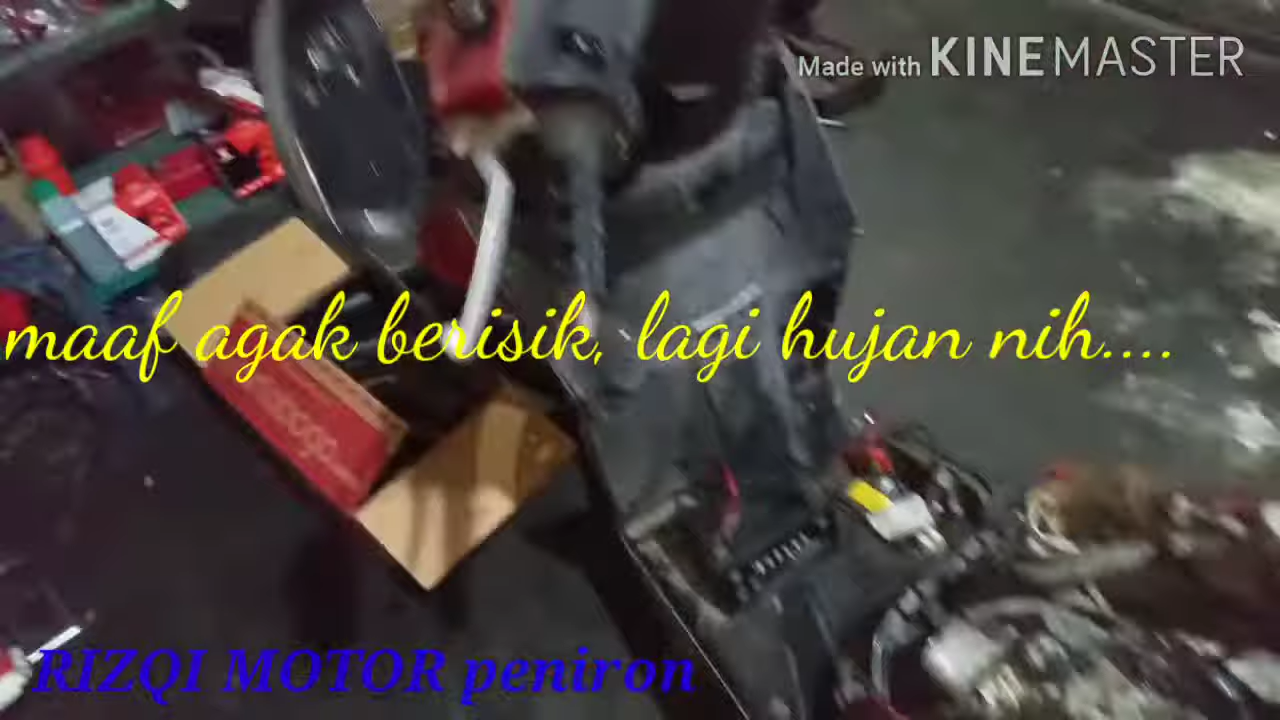 Made with KINEMASTER
maaf agak berisik, lagi hujan nih....
RIZQI MOTOR peniron